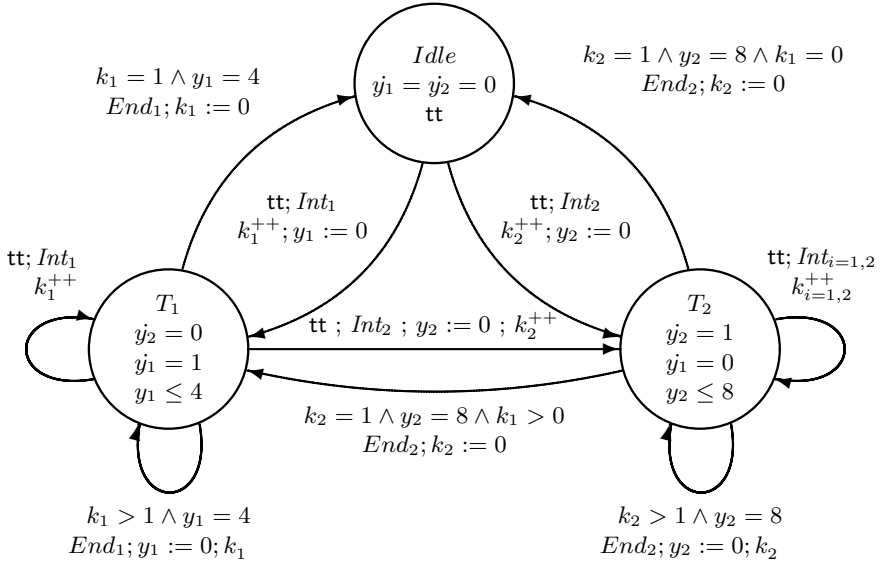 Idle
ẏ₁ = ẏ₂ = 0
tt
k₁ = 1 ∧ y₁ = 4
End₁; k₁ := 0
k₂ = 1 ∧ y₂ = 8 ∧ k₁ = 0
End₂; k₂ := 0
tt; Int₁
k₁⁺⁺; y₁ := 0
tt; Int₂
k₂⁺⁺; y₂ := 0
tt; Int₁
k₁⁺⁺
tt; Int_{i=1,2}
k_{i=1,2}⁺⁺
T₁
ẏ₂ = 0
ẏ₁ = 1
y₁ ≤ 4
tt ; Int₂ ; y₂ := 0 ; k₂⁺⁺
T₂
ẏ₂ = 1
ẏ₁ = 0
y₂ ≤ 8
k₂ = 1 ∧ y₂ = 8 ∧ k₁ > 0
End₂; k₂ := 0
k₁ > 1 ∧ y₁ = 4
End₁; y₁ := 0; k₁
k₂ > 1 ∧ y₂ = 8
End₂; y₂ := 0; k₂